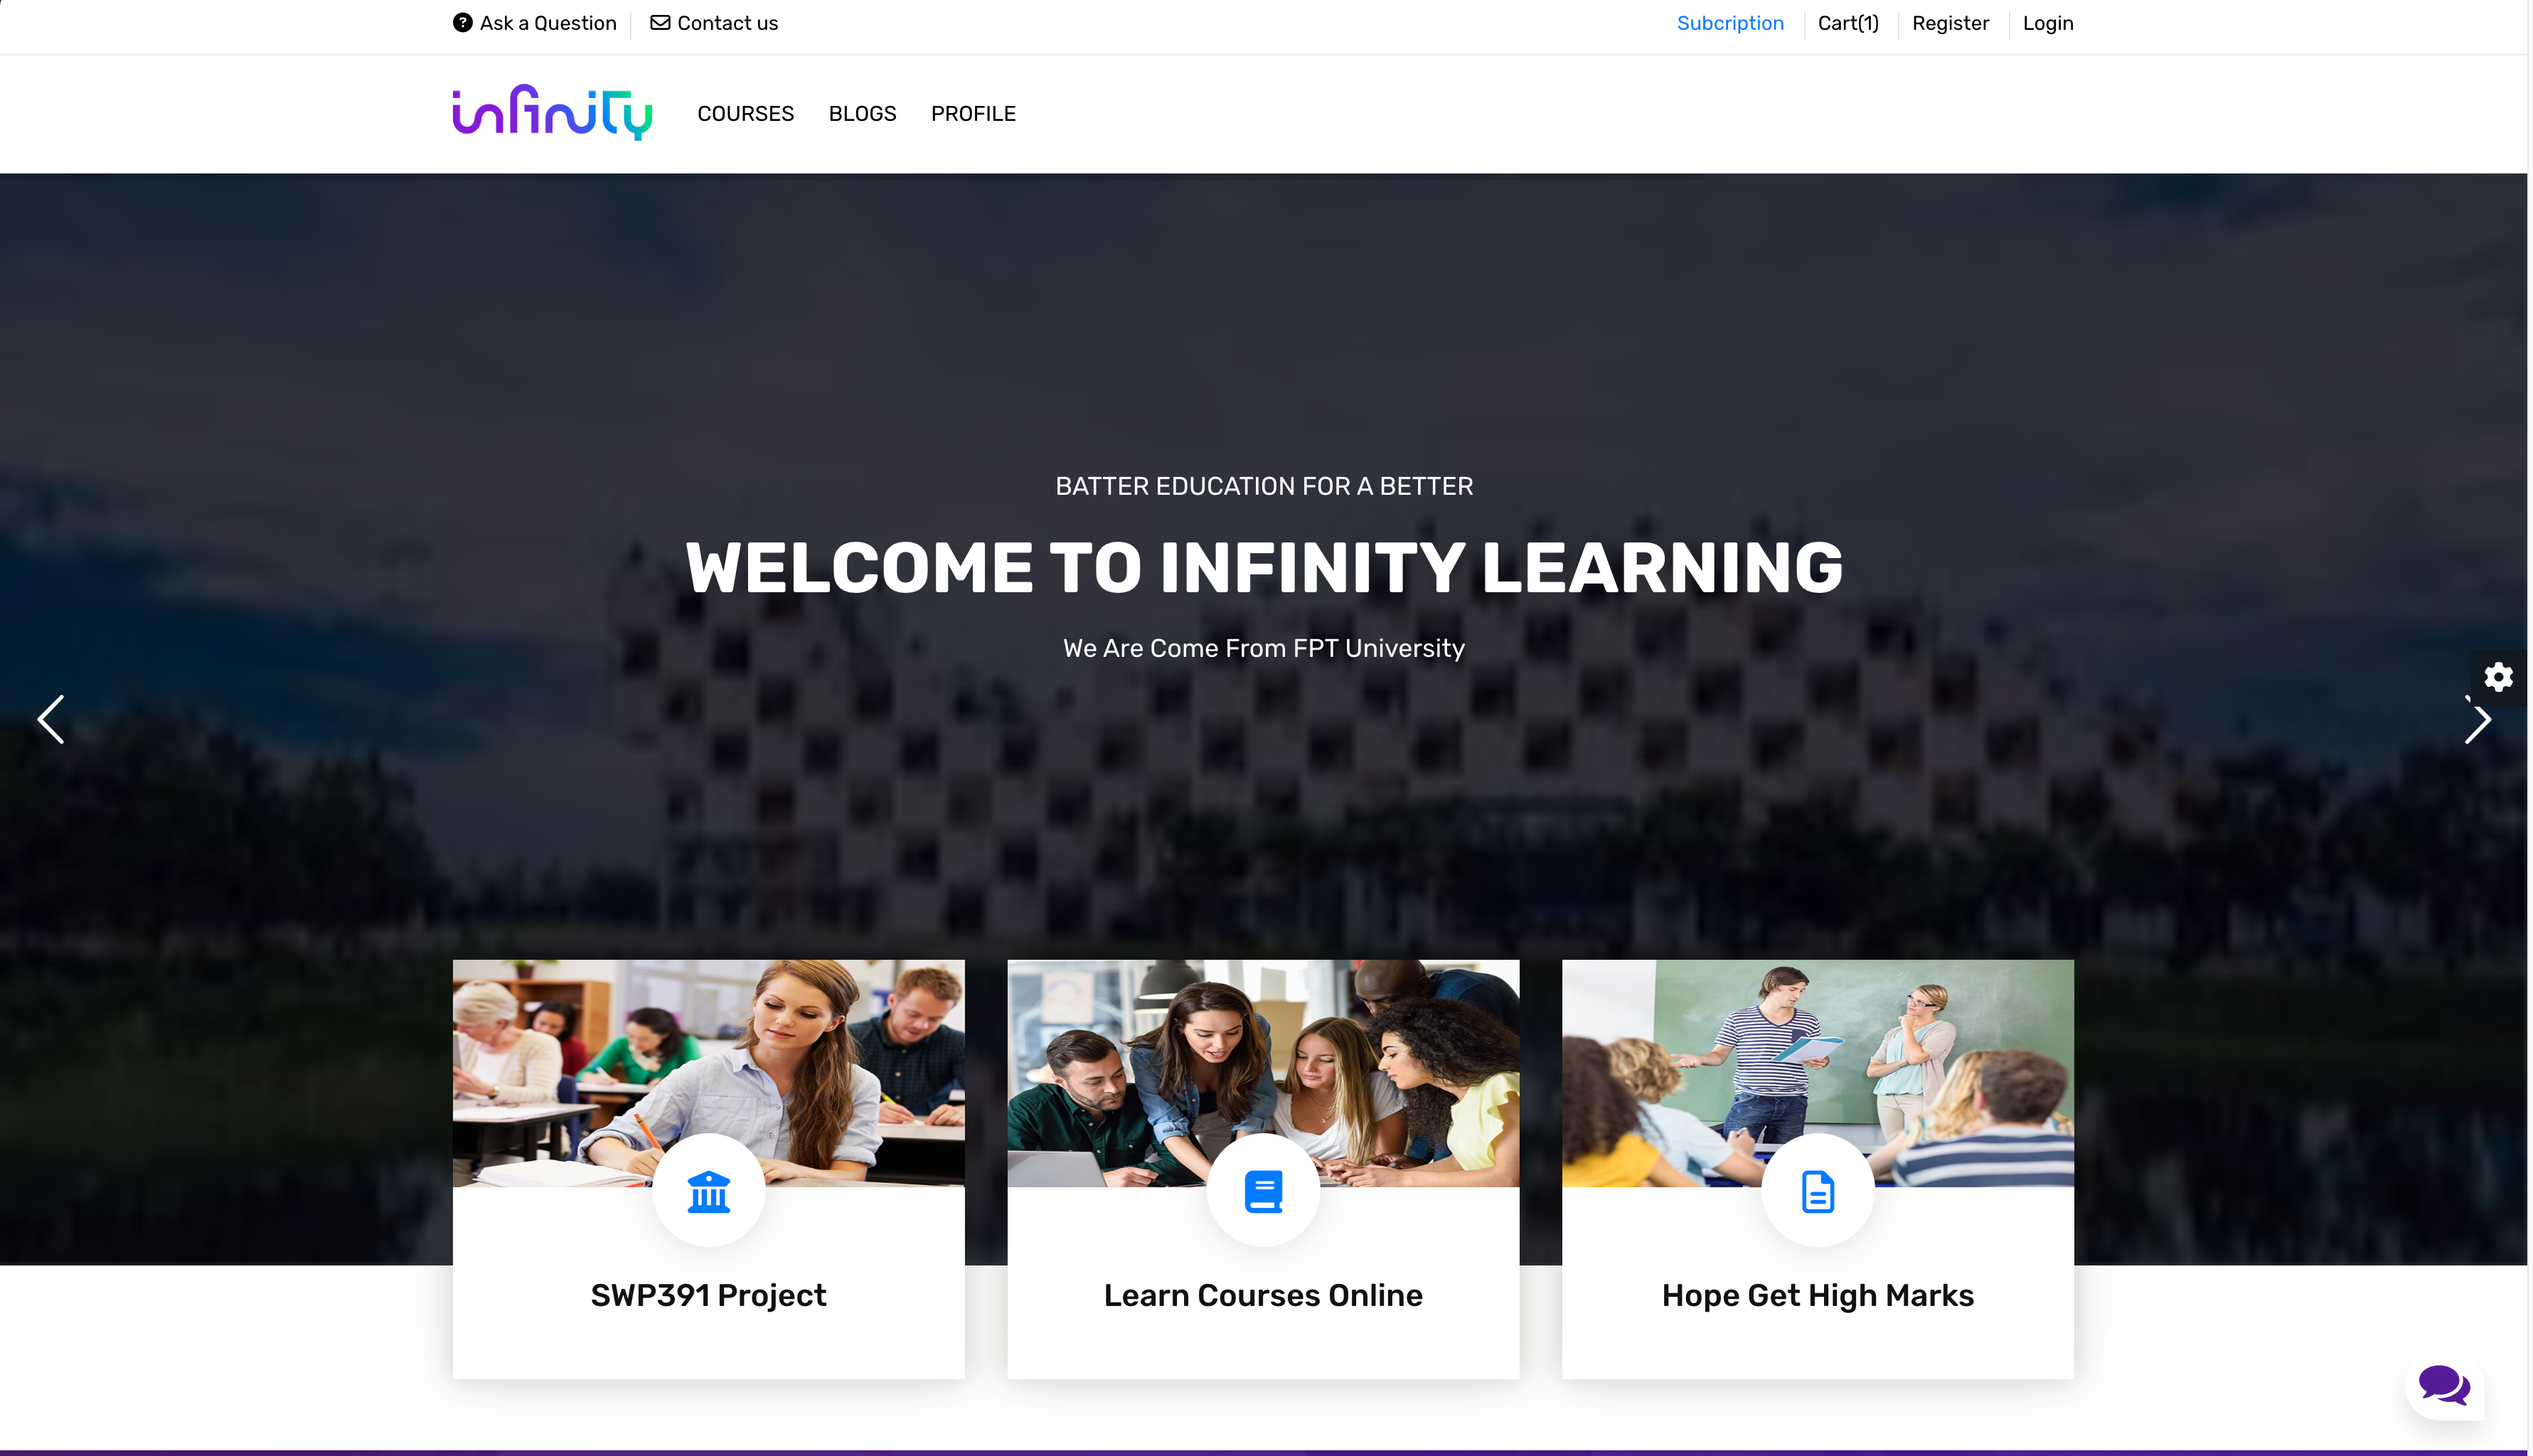 Ask a Question
Contact us
Subcription
Cart(1)
Register
Login
infinity
COURSES
BLOGS
PROFILE
BATTER EDUCATION FOR A BETTER
WELCOME TO INFINITY LEARNING
We Are Come From FPT University
SWP391 Project
Learn Courses Online
Hope Get High Marks